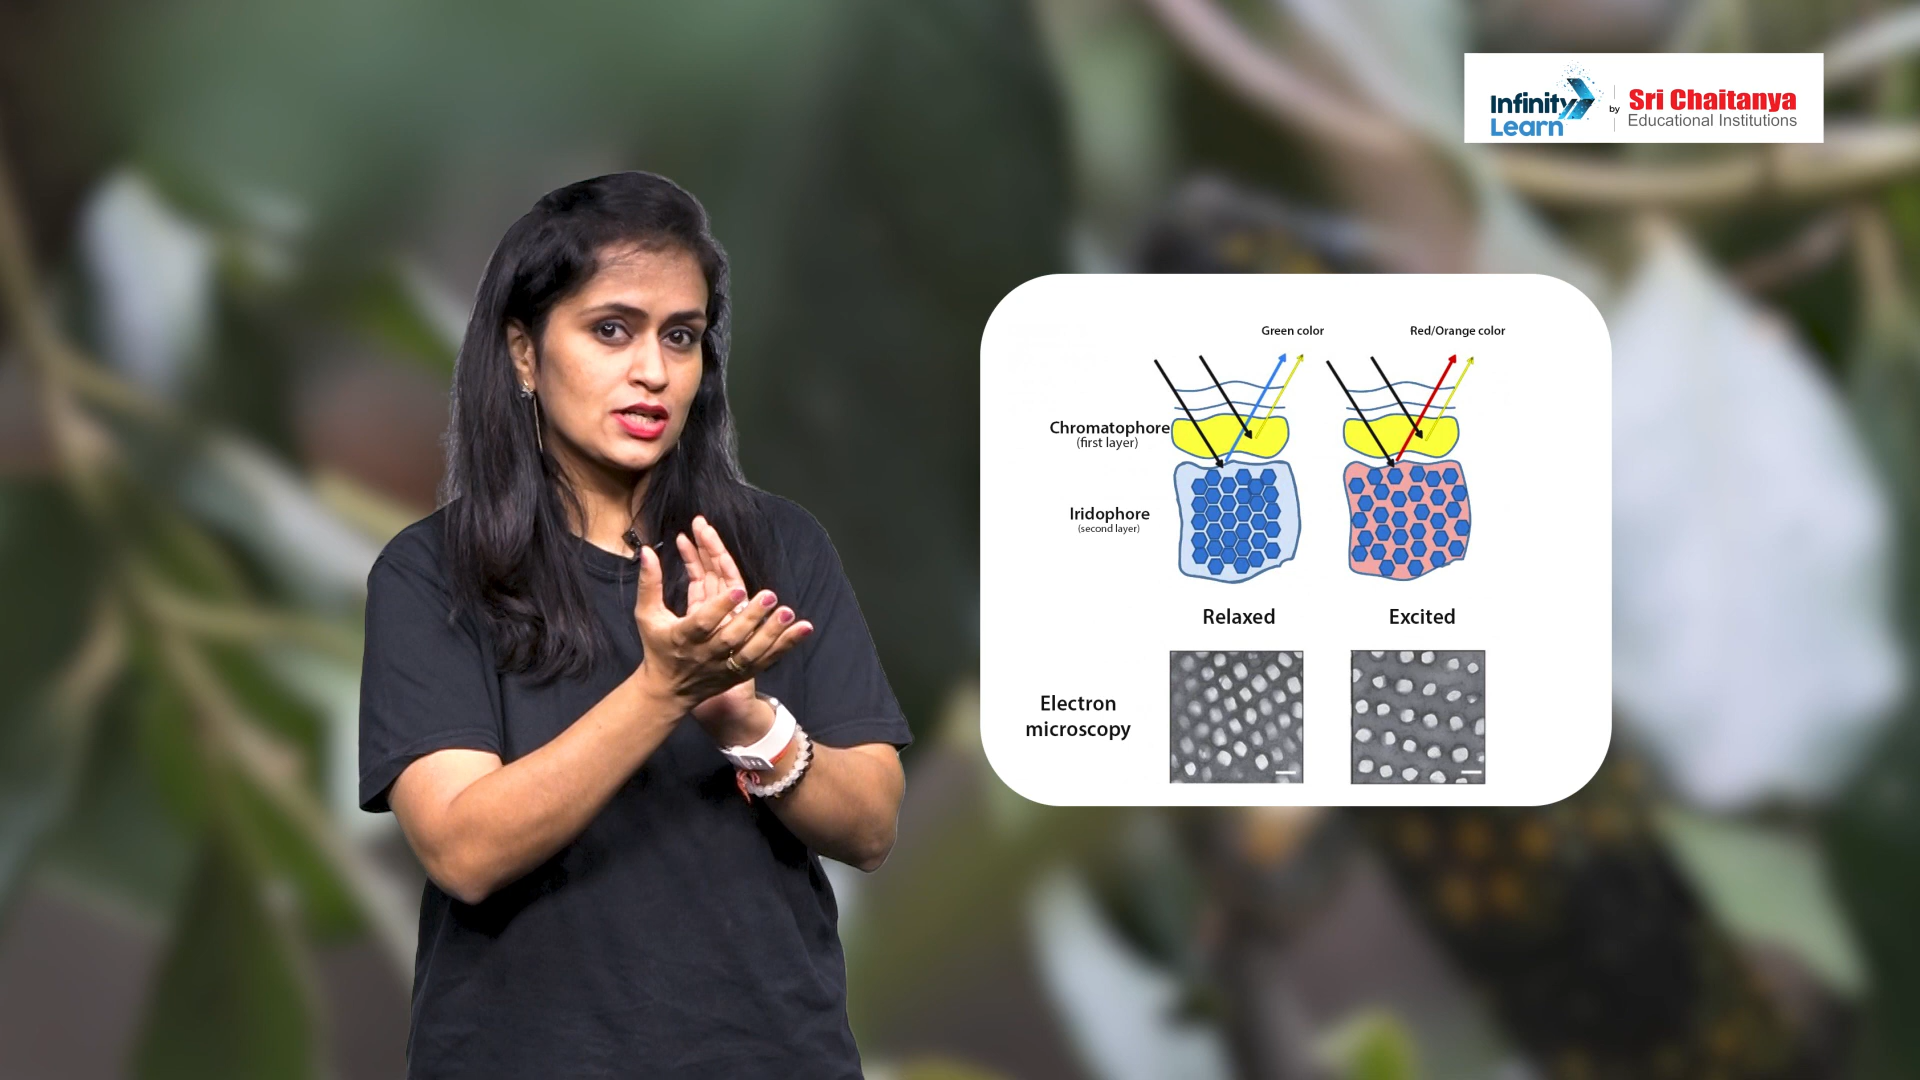 Infinity
Learn
by
Sri Chaitanya
Educational Institutions
Green color
Red/Orange color
Chromatophore
(first layer)
Iridophore
(second layer)
Relaxed
Excited
Electron
microscopy